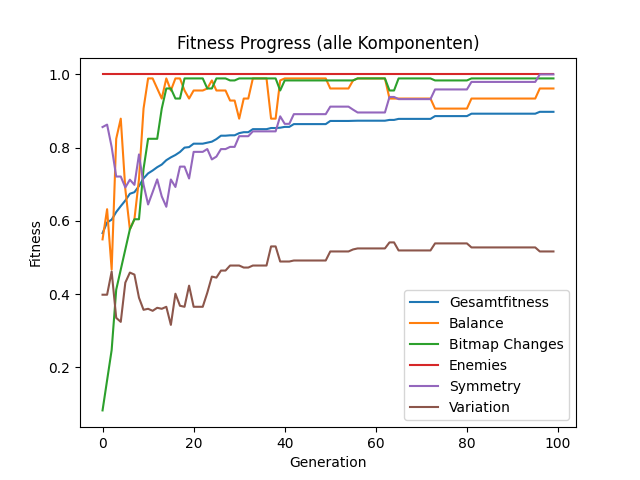 Fitness Progress (alle Komponenten)
1.0
0.8
0.6
0.4
0.2
Fitness
0 20 40 60 80 100
Generation
Gesamtfitness
Balance
Bitmap Changes
Enemies
Symmetry
Variation